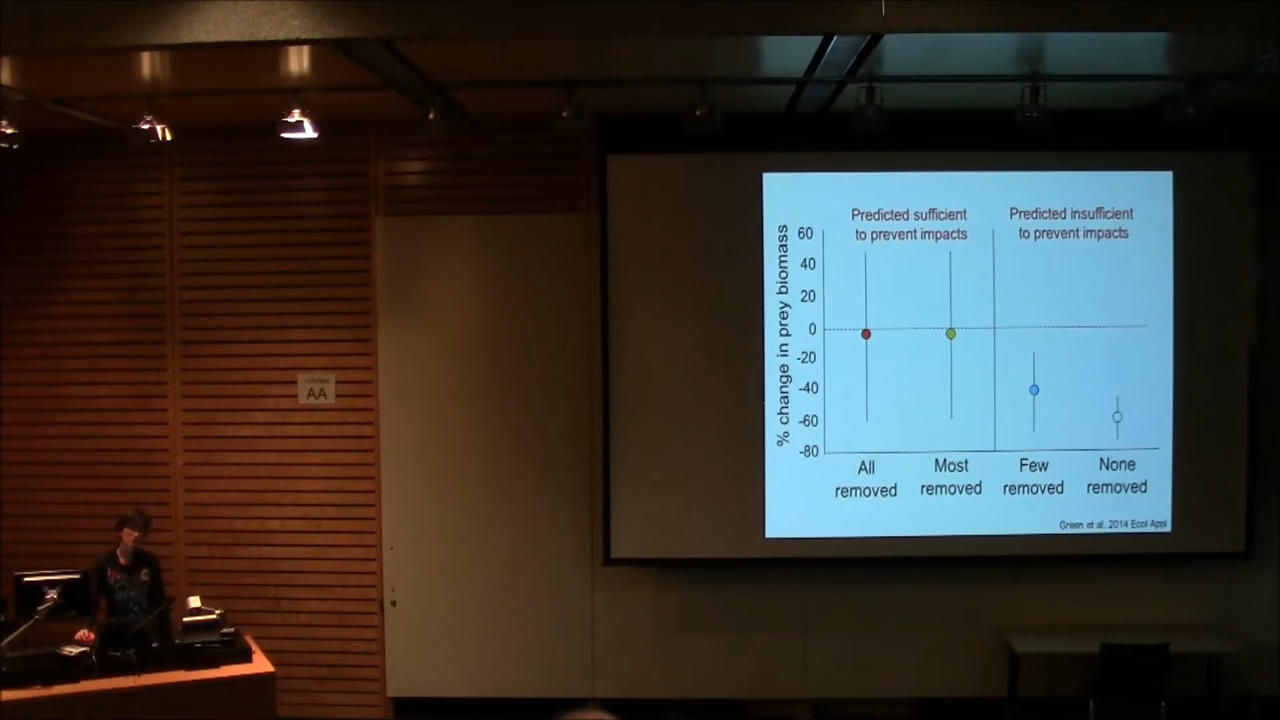 Predicted sufficient
to prevent impacts
Predicted insufficient
to prevent impacts
% change in prey biomass
60
40
20
0
-20
-40
-60
-80
All
removed
Most
removed
Few
removed
None
removed
Green et al. 2014 Ecol Appl
AA